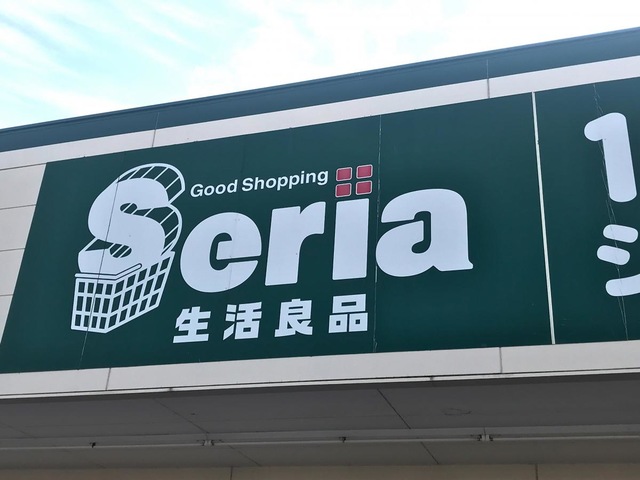 Good Shopping
Seria
生活良品